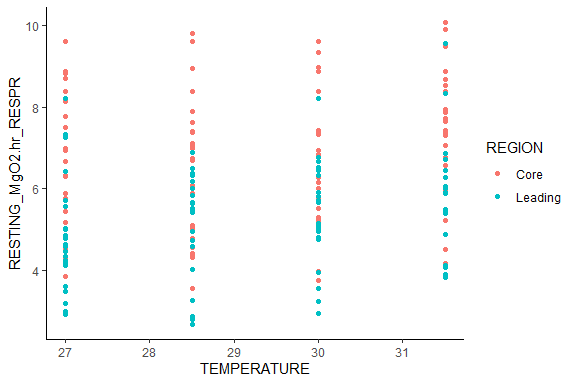 10
8
6
4
RESTING_MgO2.hr_RESPR
27
28
29
30
31
TEMPERATURE
REGION
Core
Leading